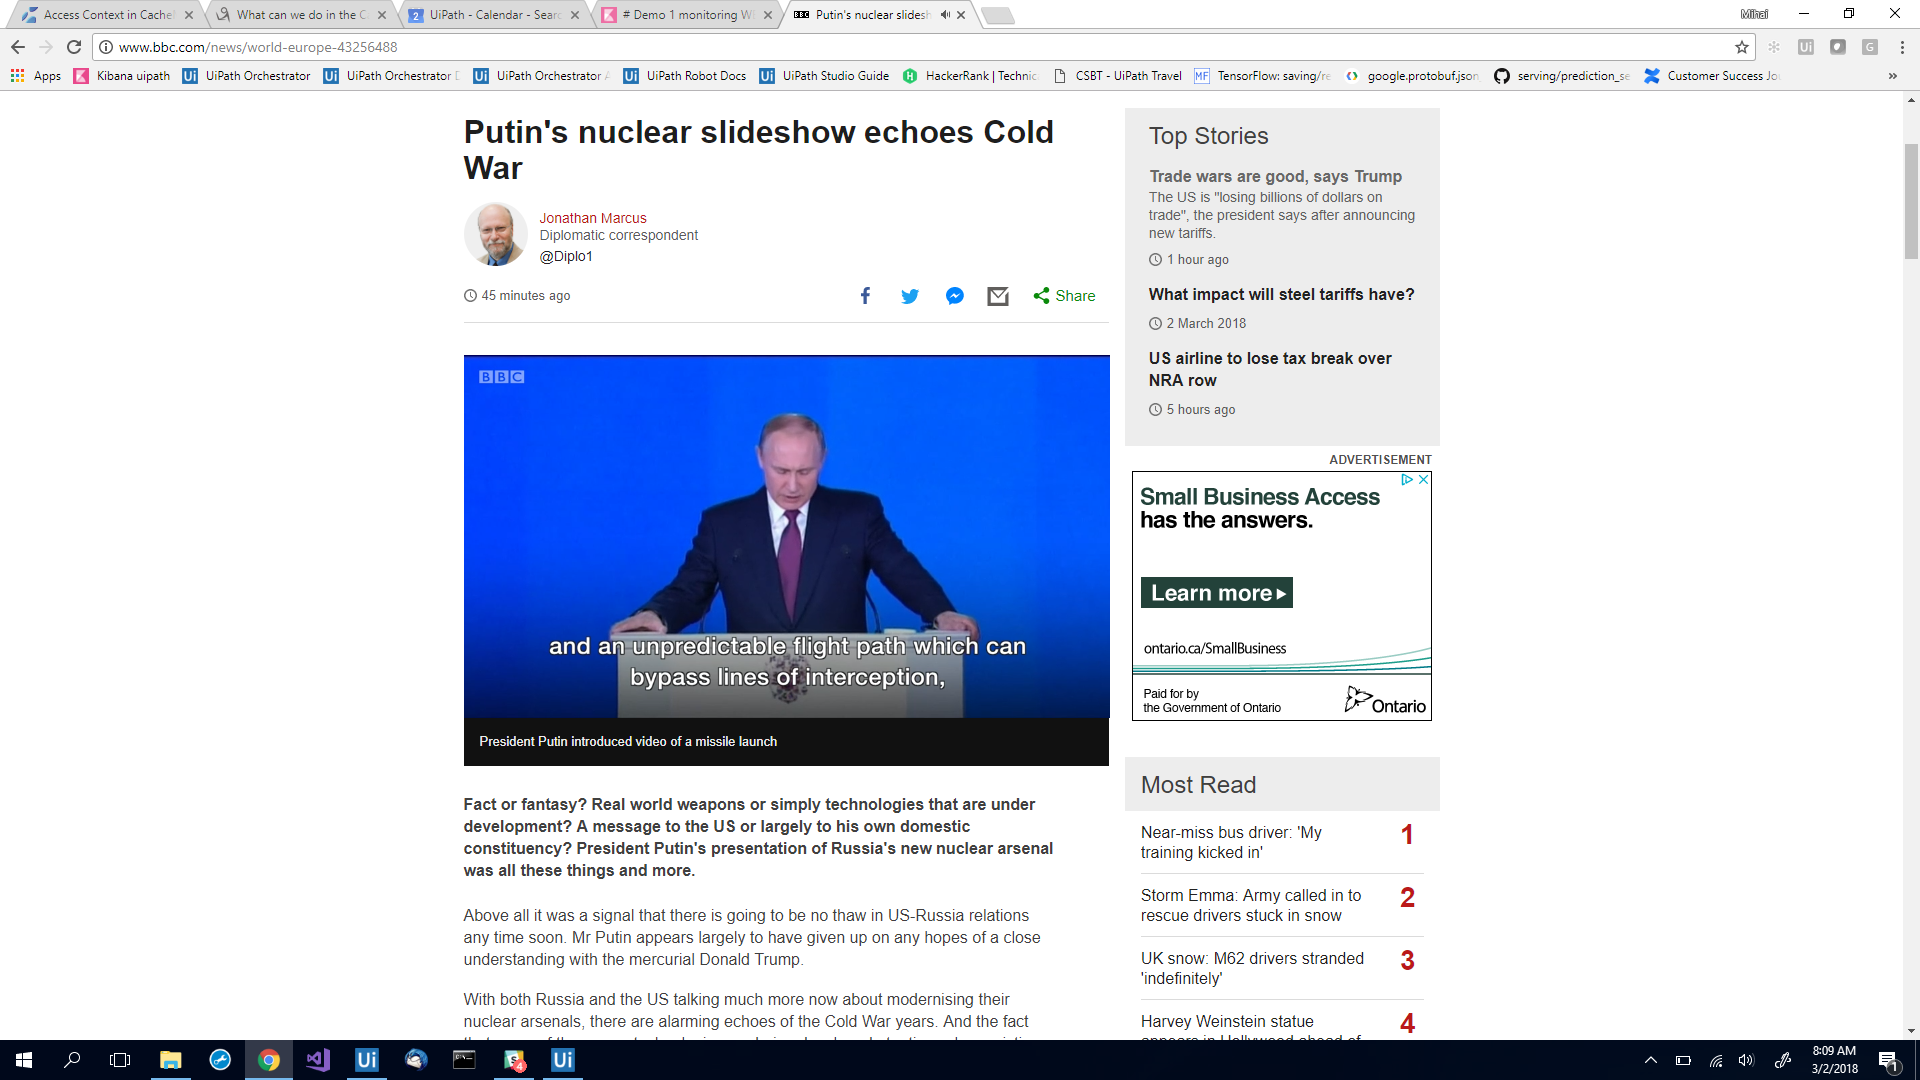 Access Context in Cache
What can we do in the C
UiPath - Calendar - Sear
# Demo 1 monitoring W
BBC
Putin's nuclear slidesh
Mihai
www.bbc.com/news/world-europe-43256488
Apps
Kibana uipath
UiPath Orchestrator
UiPath Orchestrator D
UiPath Orchestrator A
UiPath Robot Docs
UiPath Studio Guide
HackerRank | Technic
CSBT - UiPath Travel
TensorFlow: saving/re
google.protobuf.json
serving/prediction_se
Customer Success Jou
Putin's nuclear slideshow echoes Cold
War
Jonathan Marcus
Diplomatic correspondent
@Diplo1
45 minutes ago
Share
BBC
and an unpredictable flight path which can
bypass lines of interception,
President Putin introduced video of a missile launch
Fact or fantasy? Real world weapons or simply technologies that are under
development? A message to the US or largely to his own domestic
constituency? President Putin's presentation of Russia's new nuclear arsenal
was all these things and more.
Above all it was a signal that there is going to be no thaw in US-Russia relations
any time soon. Mr Putin appears largely to have given up on any hopes of a close
understanding with the mercurial Donald Trump.
With both Russia and the US talking much more now about modernising their
nuclear arsenals, there are alarming echoes of the Cold War years. And the fact
Top Stories
Trade wars are good, says Trump
The US is "losing billions of dollars on
trade", the president says after announcing
new tariffs.
1 hour ago
What impact will steel tariffs have?
2 March 2018
US airline to lose tax break over
NRA row
5 hours ago
ADVERTISEMENT
Small Business Access
has the answers.
Learn more
ontario.ca/SmallBusiness
Paid for by
the Government of Ontario
Ontario
Most Read
Near-miss bus driver: 'My
training kicked in'
1
Storm Emma: Army called in to
rescue drivers stuck in snow
2
UK snow: M62 drivers stranded
'indefinitely'
3
Harvey Weinstein statue
4
8:09 AM
3/2/2018